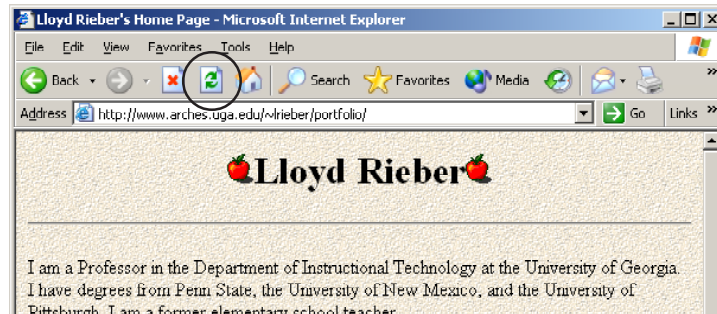 Lloyd Rieber's Home Page - Microsoft Internet Explorer
File Edit View Favorites Tools Help
Back Search Favorites Media »
Address http://www.arches.uga.edu/~lrieber/portfolio/ Go Links »
Lloyd Rieber
I am a Professor in the Department of Instructional Technology at the University of Georgia.
I have degrees from Penn State, the University of New Mexico, and the University of
Pittsburgh. I am a former elementary school teacher